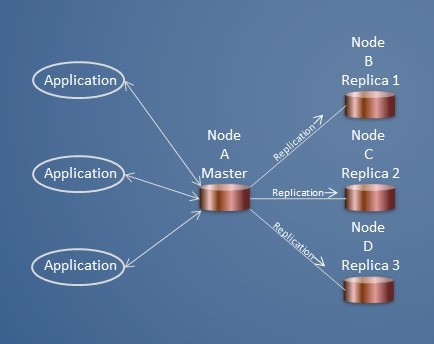 Application
Application
Application
Node
A
Master
Replication
Replication
Replication
Node
B
Replica 1
Node
C
Replica 2
Node
D
Replica 3